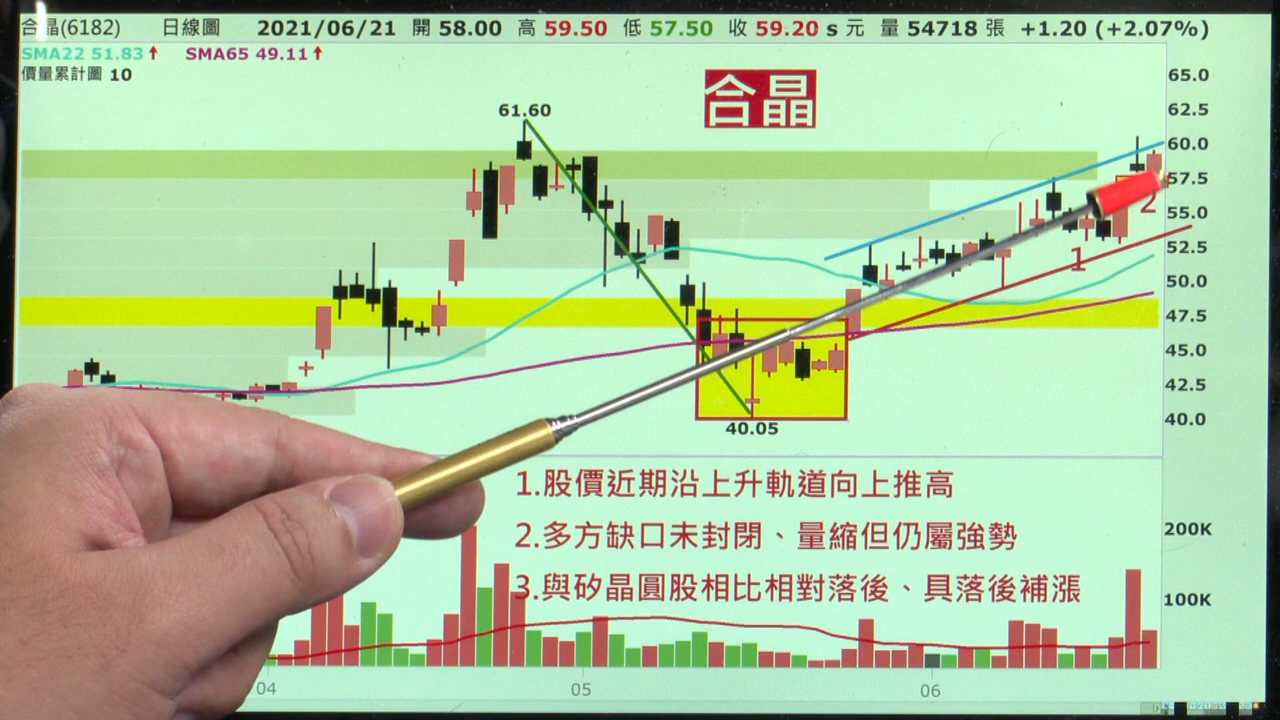 合晶(6182) 日線圖 2021/06/21 開 58.00 高 59.50 低 57.50 收 59.20 s 元 量 54718 張 +1.20 (+2.07%)
SMA22 51.83 SMA65 49.11
價量累計圖 10
合晶
65.0
61.60
62.5
60.0
57.5
2
55.0
52.5
1
50.0
47.5
45.0
42.5
40.0
40.05
1.股價近期沿上升軌道向上推高
2.多方缺口未封閉、量縮但仍屬強勢
3.與矽晶圓股相比相對落後、具落後補漲
200K
100K
04 05 06